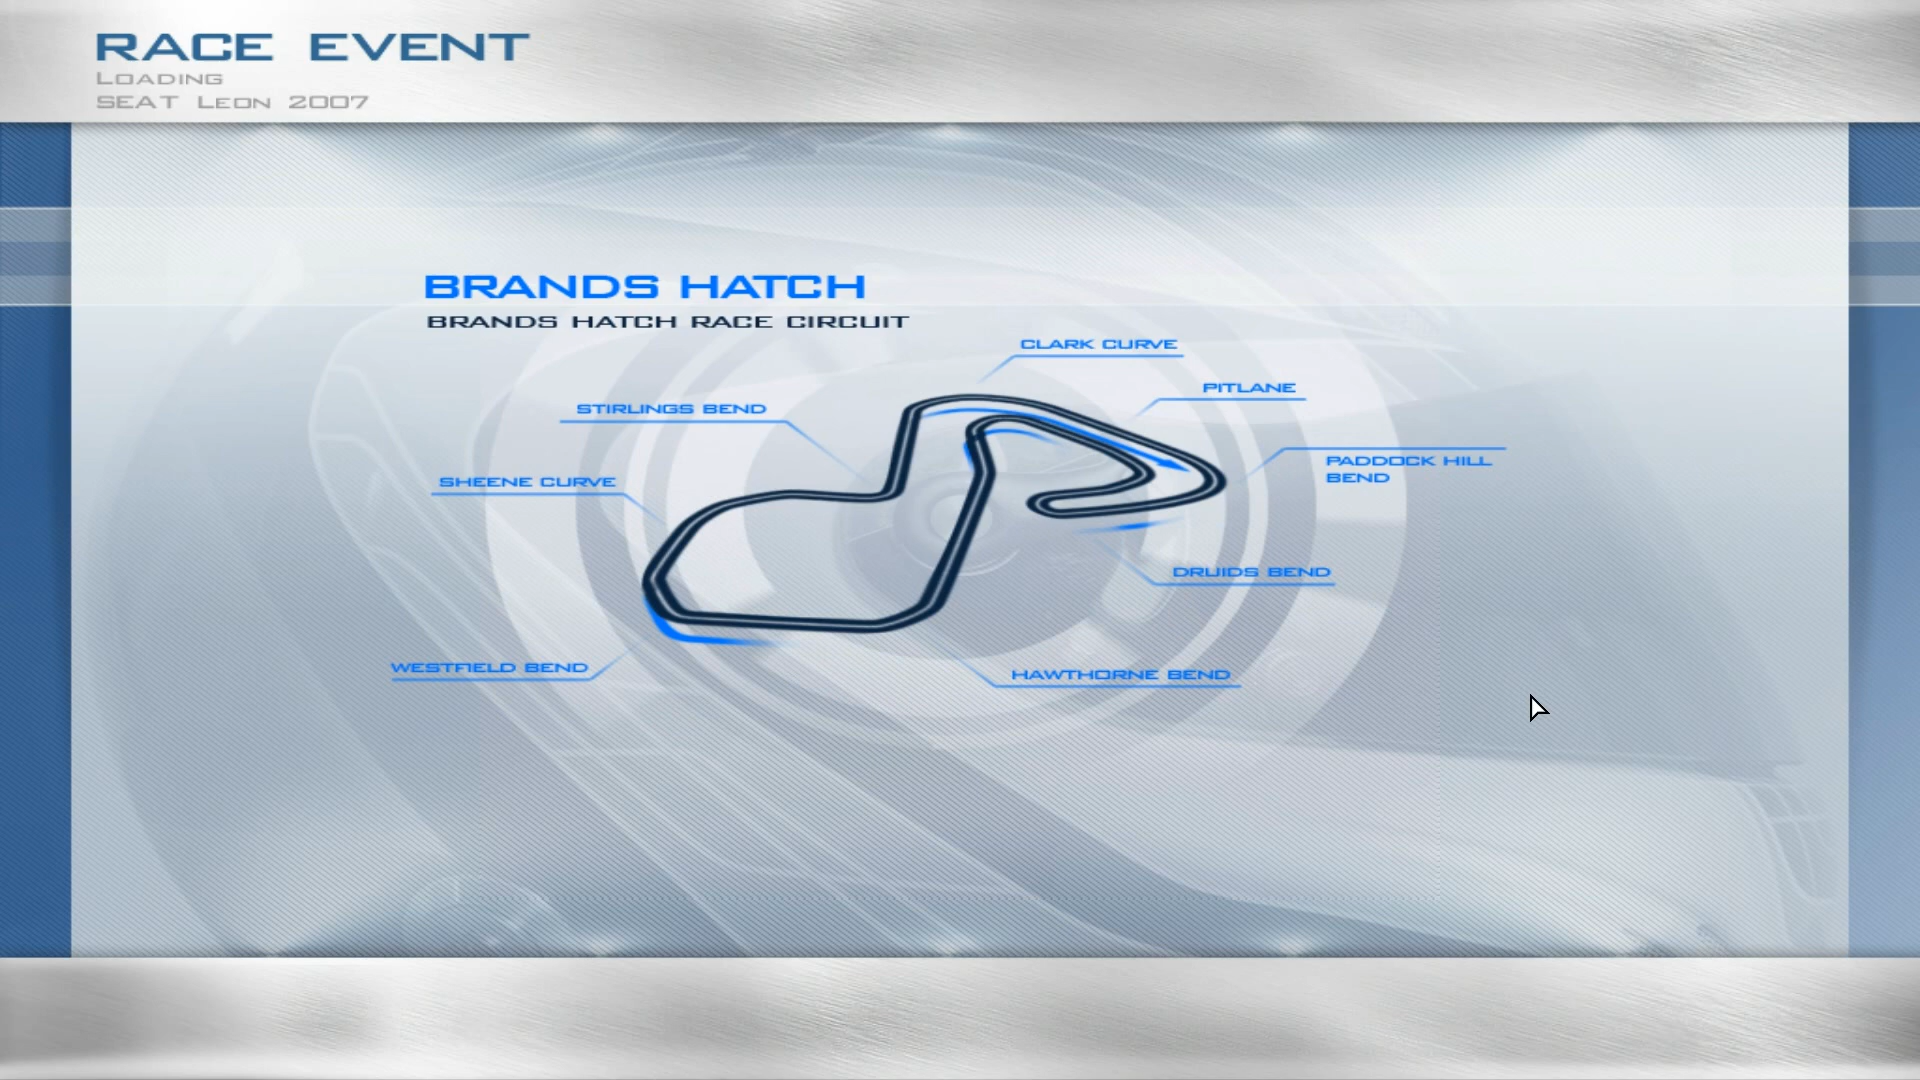 RACE EVENT
LOADING
SEAT LEON 2007
BRANDS HATCH
BRANDS HATCH RACE CIRCUIT
CLARK CURVE
PITLANE
STIRLINGS BEND
PADDOCK HILL
BEND
SHEENE CURVE
DRUIDS BEND
WESTFIELD BEND
HAWTHORNE BEND